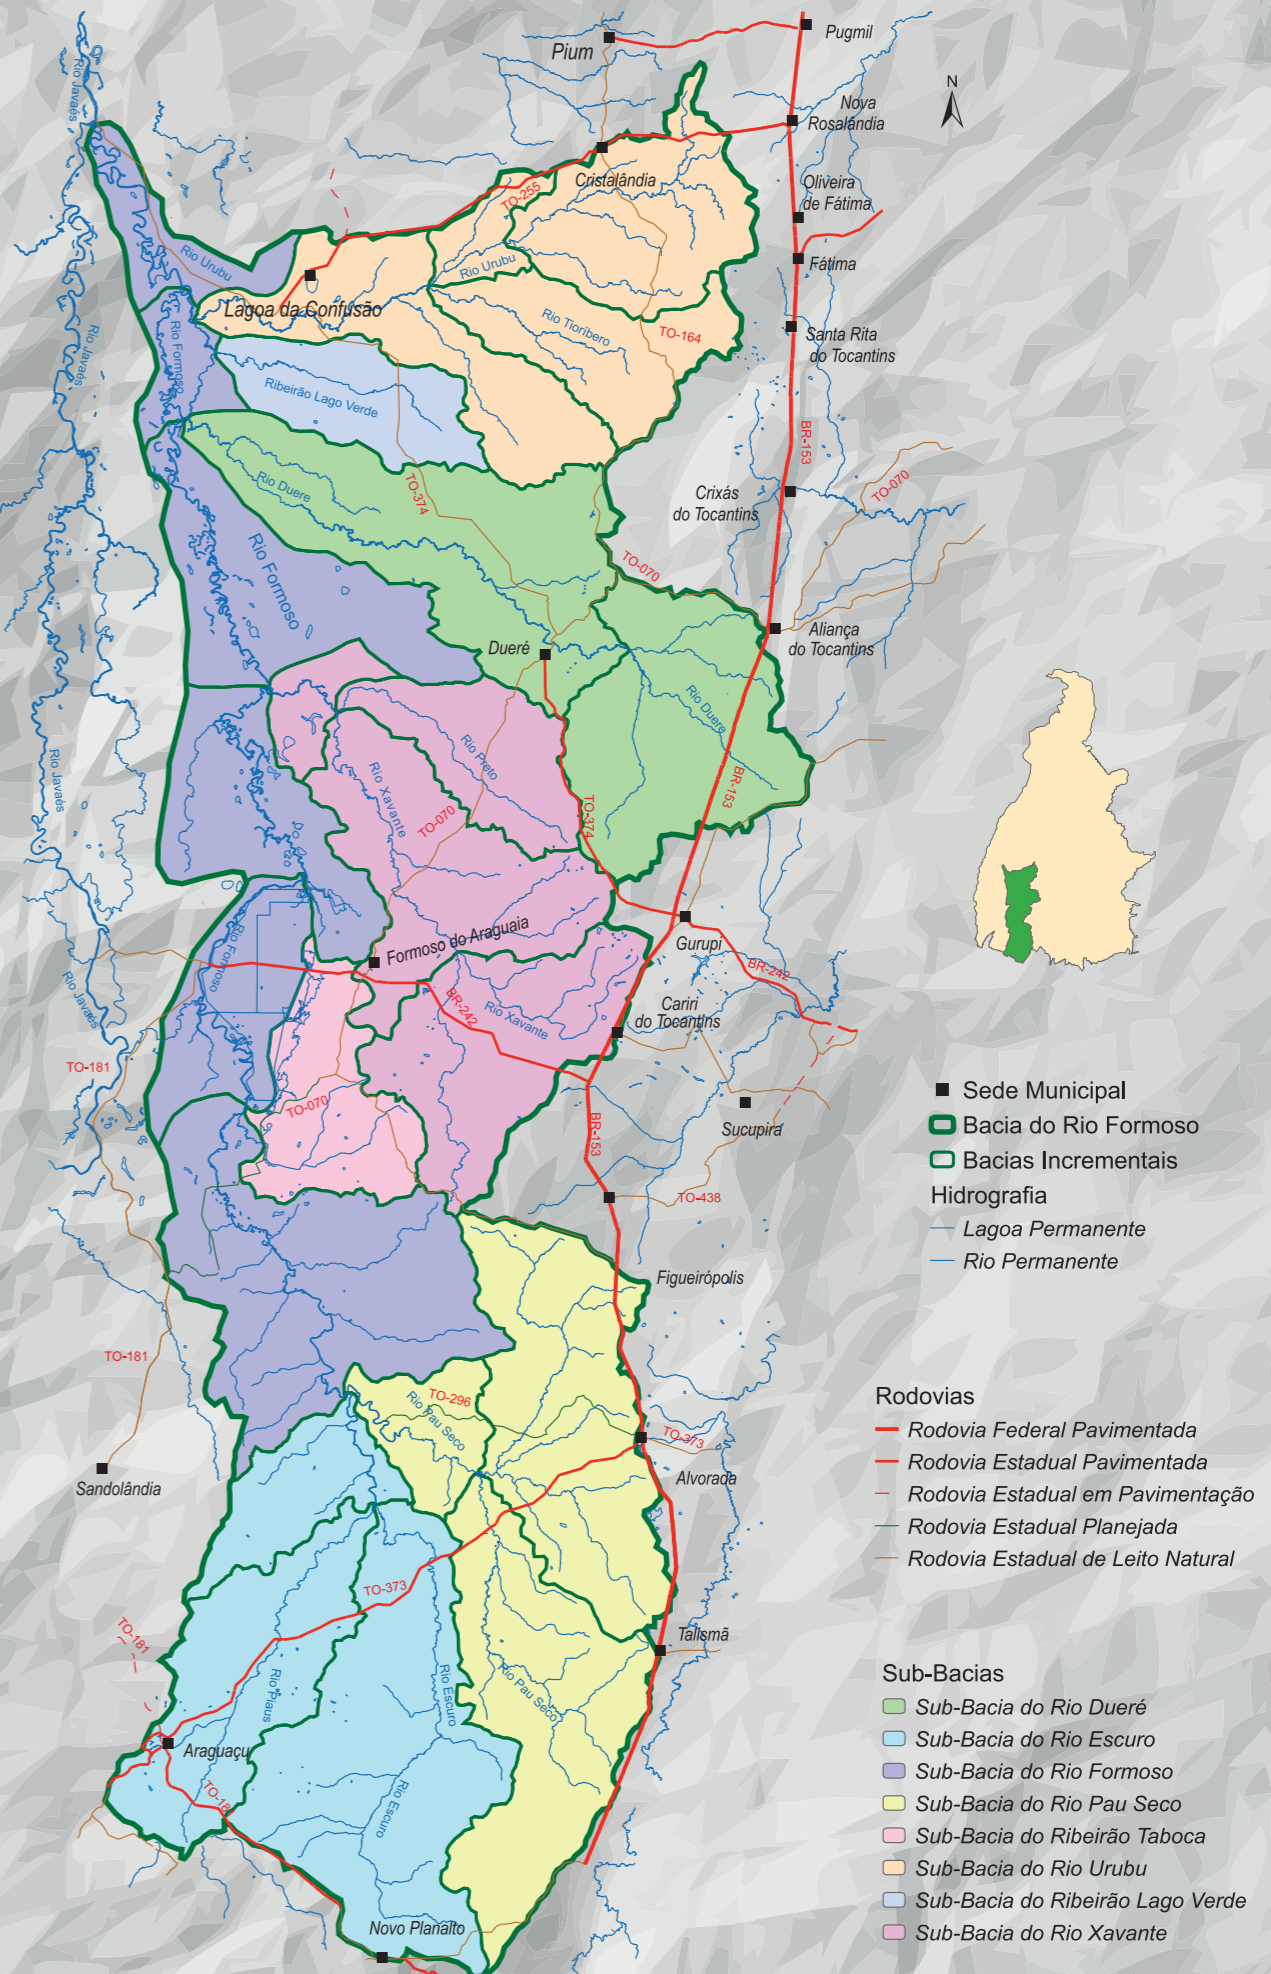 Pium
Pugmil
N
Nova
Rosalândia
Rio Javaés
Cristalândia
TO-255
Oliveira
de Fátima
Rio Urubu
Rio Urubu
Fátima
Lagoa da Confusão
Rio Tioribero
TO-164
Santa Rita
do Tocantins
Rio Javaés
Rio Formoso
Ribeirão Lago Verde
BR-153
Rio Duere
TO-374
Crixás
do Tocantins
TO-070
Rio Formoso
TO-070
Dueré
Aliança
do Tocantins
Rio Duere
Rio Javaés
Rio Preto
Rio Xavante
TO-070
TO-374
BR-153
Formoso do Araguaia
Gurupi
Rio Formoso
BR-242
Rio Javaés
BR-242
Rio Xavante
Cariri
do Tocantins
TO-181
TO-070
BR-153
Sucupira
TO-438
Figueirópolis
TO-181
TO-296
Rio Pau Seco
TO-373
Alvorada
Sandolândia
TO-373
TO-181
Talismã
Rio Piaus
Rio Escuro
Rio Pau Seco
Araguaçu
TO-18
Rio Escuro
Novo Planalto
Sede Municipal
Bacia do Rio Formoso
Bacias Incrementais
Hidrografia
Lagoa Permanente
Rio Permanente
Rodovias
Rodovia Federal Pavimentada
Rodovia Estadual Pavimentada
Rodovia Estadual em Pavimentação
Rodovia Estadual Planejada
Rodovia Estadual de Leito Natural
Sub-Bacias
Sub-Bacia do Rio Dueré
Sub-Bacia do Rio Escuro
Sub-Bacia do Rio Formoso
Sub-Bacia do Rio Pau Seco
Sub-Bacia do Ribeirão Taboca
Sub-Bacia do Rio Urubu
Sub-Bacia do Ribeirão Lago Verde
Sub-Bacia do Rio Xavante